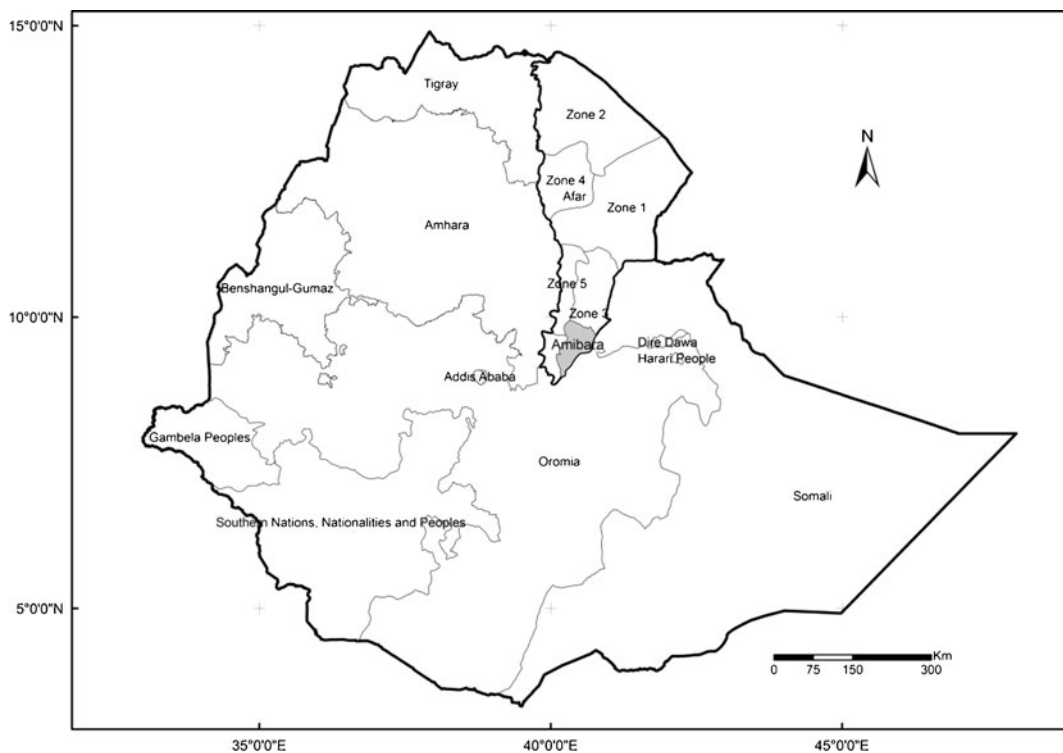 15°0'0"N
Tigray
Zone 2
N
Zone 4
Afar
Zone 1
Amhara
Zone 5
Benshangul-Gumaz
Zone 3
10°0'0"N
Amibara
Dire Dawa
Harari People
Addis Ababa
Gambela Peoples
Oromia
Somali
Southern Nations, Nationalities and Peoples
5°0'0"N
Km
0 75 150 300
35°0'0"E 40°0'0"E 45°0'0"E